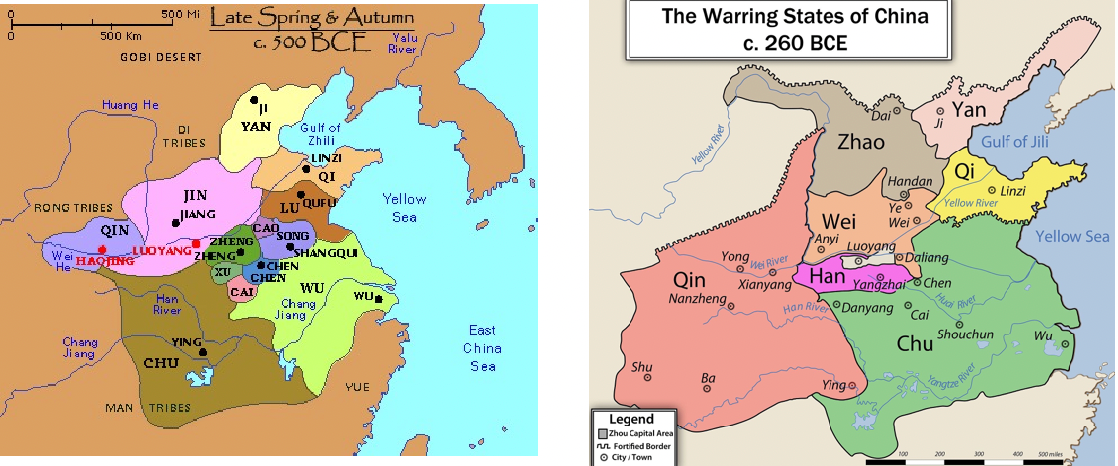 0 500 Mi
0 500 Km
Late Spring & Autumn
c. 500 BCE
Yalu
River
GOBI DESERT
Huang He
DI
TRIBES
JI
YAN
Gulf of
Zhili
LINZI
QI
JIN
JIANG
LU
QUFU
Yellow
Sea
RONG TRIBES
QIN
CAO
SONG
SHANGQUI
Wei
He
HAOJING
LUOYANG
ZHENG
ZHENG
XU
CHEN
CHEN
CAI
WU
WU
Han
River
Chang
Jiang
Chang
Jiang
YING
CHU
East
China
Sea
YUE
MAN TRIBES
The Warring States of China
c. 260 BCE
Yellow River
Dai
Yan
Ji
Zhao
Gulf of Jili
Qi
Linzi
Handan
Yellow River
Ye
Wei
Wei
Anyi
Yellow Sea
Luoyang
Daliang
Yong
Wei River
Xianyang
Qin
Han
Yangzhai
Chen
Nanzheng
Han River
Danyang
Cai
Huai River
Shouchun
Chu
Wu
Shu
Ba
Ying
Yangtze River
Legend
Zhou Capital Area
Fortified Border
City / Town
100 200 300 400 500 miles